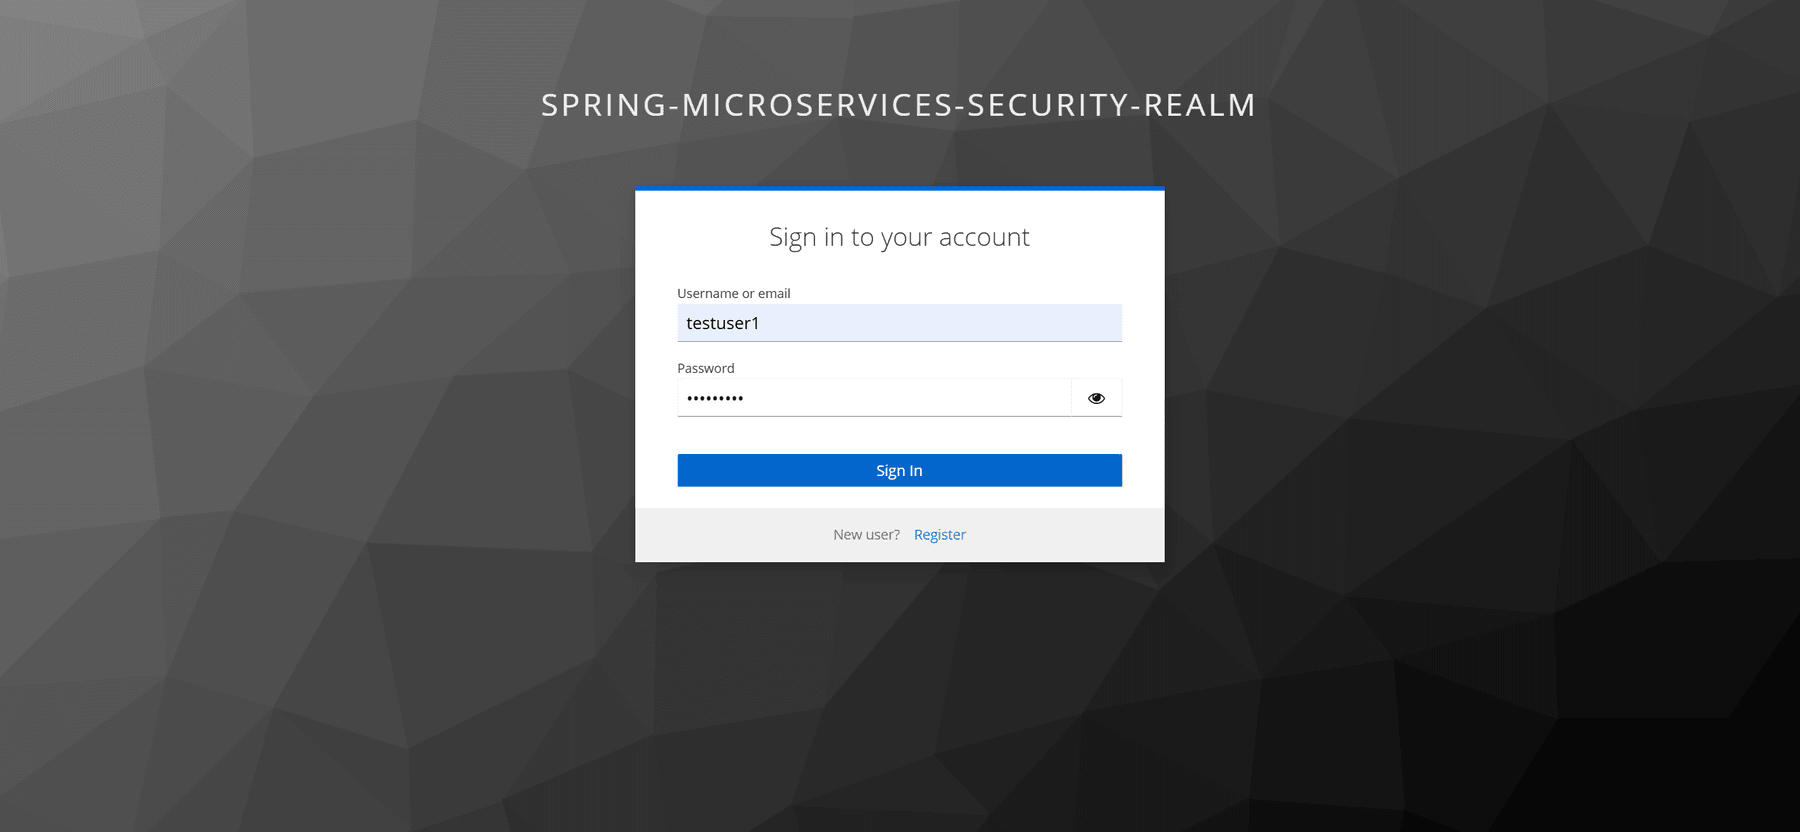 SPRING-MICROSERVICES-SECURITY-REALM
Sign in to your account
Username or email
testuser1
Password
•••••••••
Sign In
New user? Register